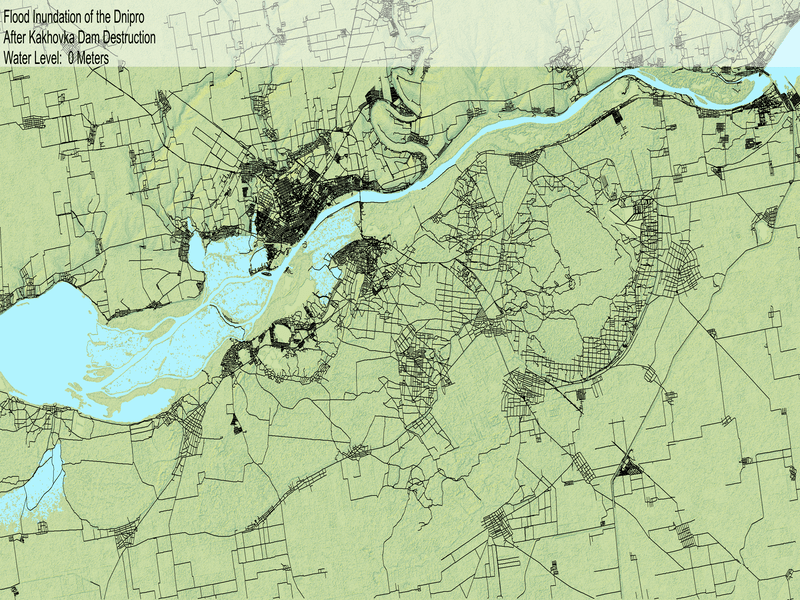 Flood Inundation of the Dnipro
After Kakhovka Dam Destruction
Water Level: 0 Meters